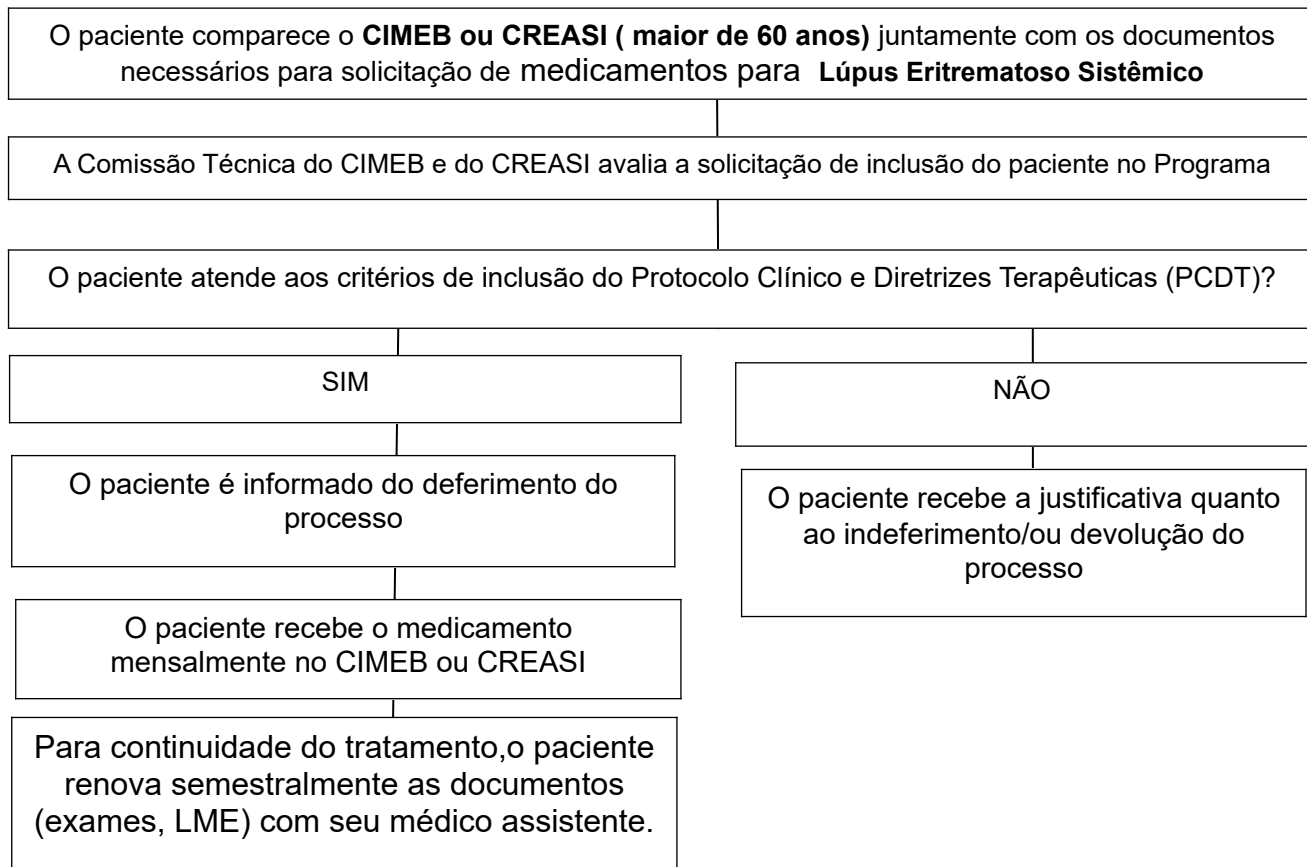 O paciente comparece o CIMEB ou CREASI ( maior de 60 anos) juntamente com os documentos
necessários para solicitação de medicamentos para Lúpus Eritrematoso Sistêmico
A Comissão Técnica do CIMEB e do CREASI avalia a solicitação de inclusão do paciente no Programa
O paciente atende aos critérios de inclusão do Protocolo Clínico e Diretrizes Terapêuticas (PCDT)?
SIM
NÃO
O paciente é informado do deferimento do
processo
O paciente recebe a justificativa quanto
ao indeferimento/ou devolução do
processo
O paciente recebe o medicamento
mensalmente no CIMEB ou CREASI
Para continuidade do tratamento,o paciente
renova semestralmente as documentos
(exames, LME) com seu médico assistente.